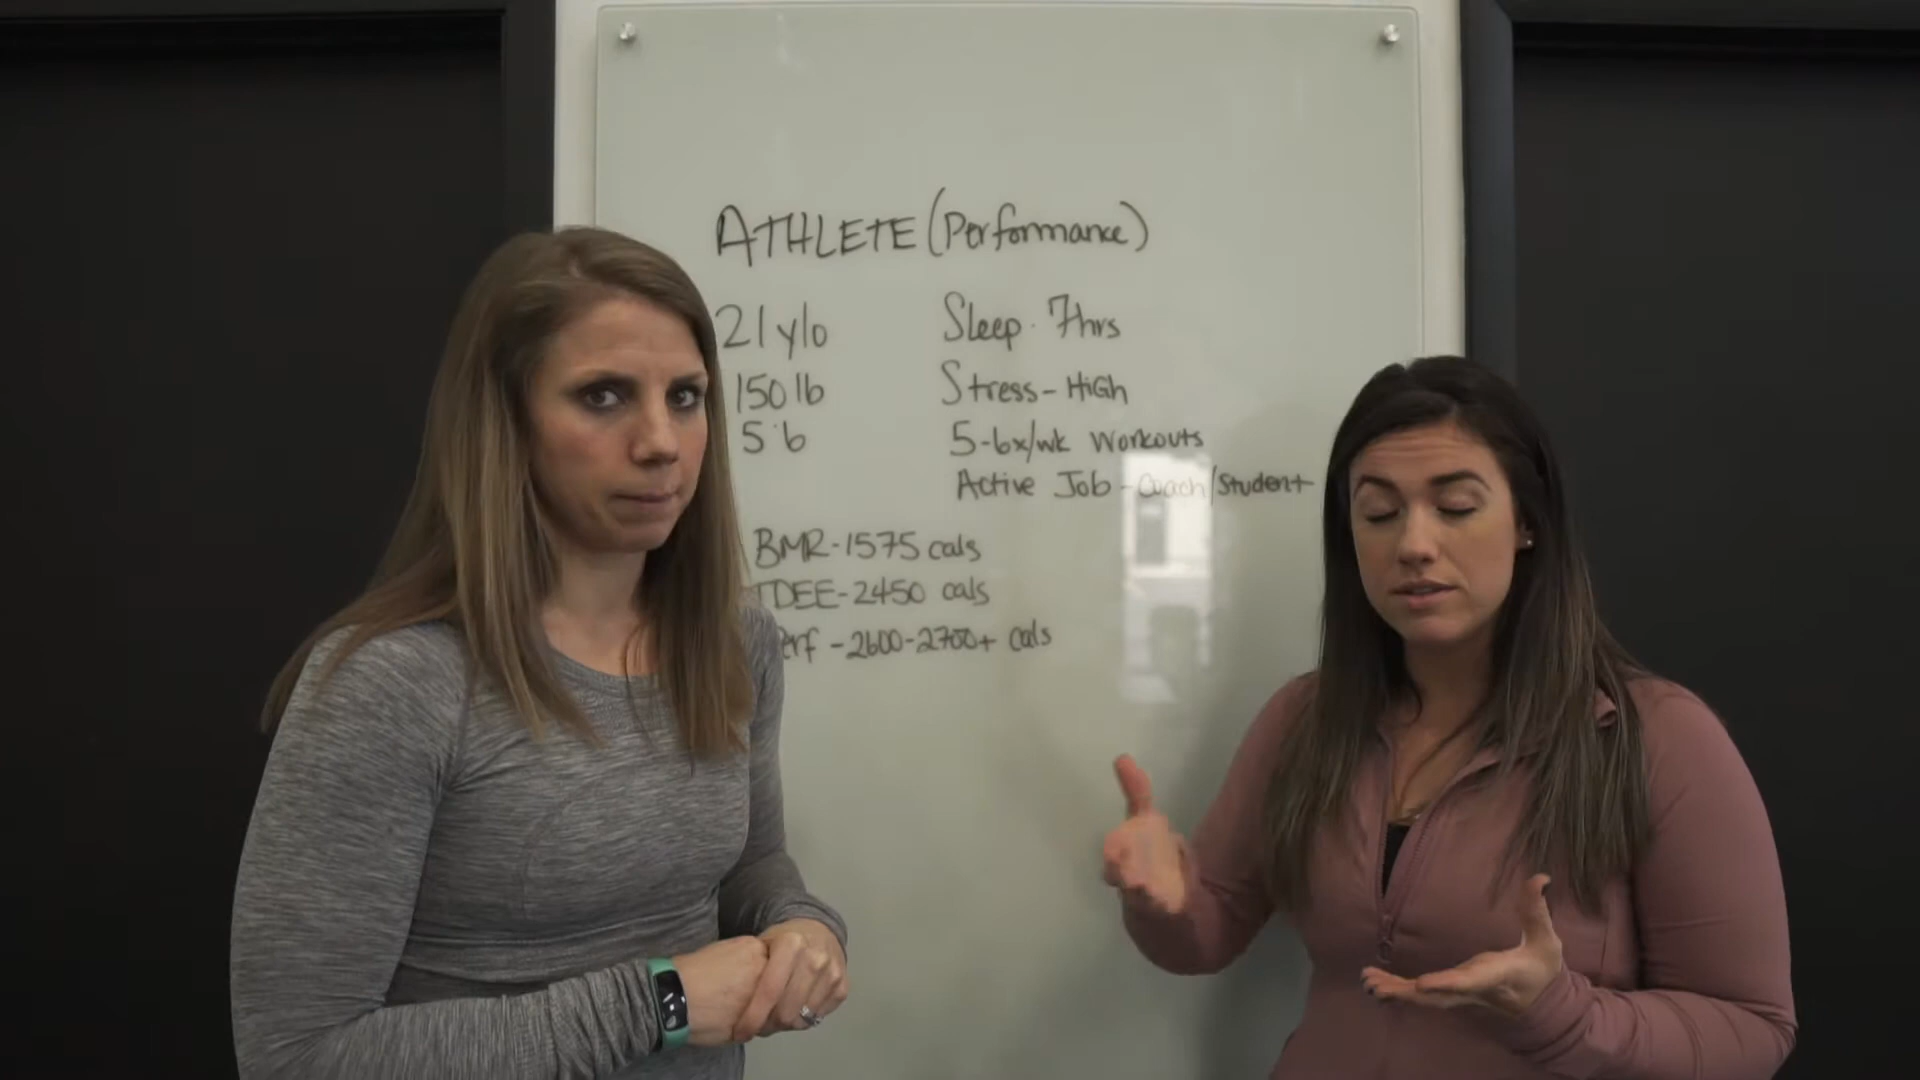 ATHLETE (Performance)
21 y/o
150 lb
5'6
Sleep - 7hrs
Stress - HiGh
5-6x/wk Workouts
Active Job - Coach/Student
BMR - 1575 cals
TDEE - 2450 cals
Perf - 2600-2700+ cals